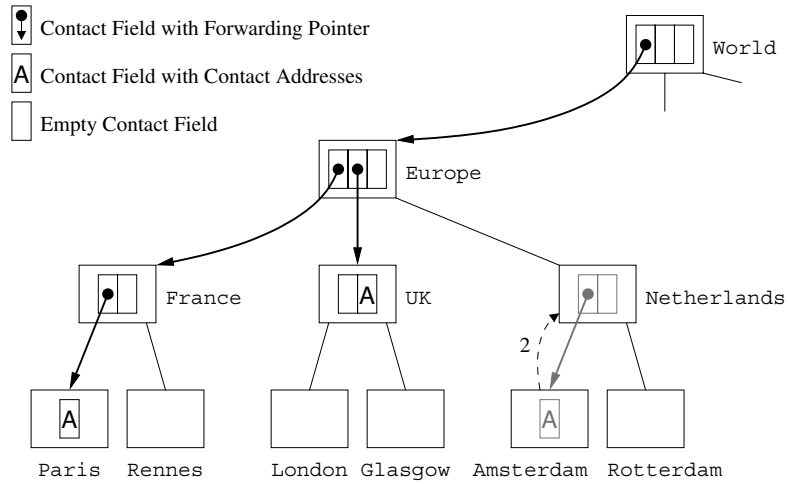 Contact Field with Forwarding Pointer
A Contact Field with Contact Addresses
Empty Contact Field
World
Europe
France
A UK
Netherlands
2
A
A
Paris Rennes London Glasgow Amsterdam Rotterdam